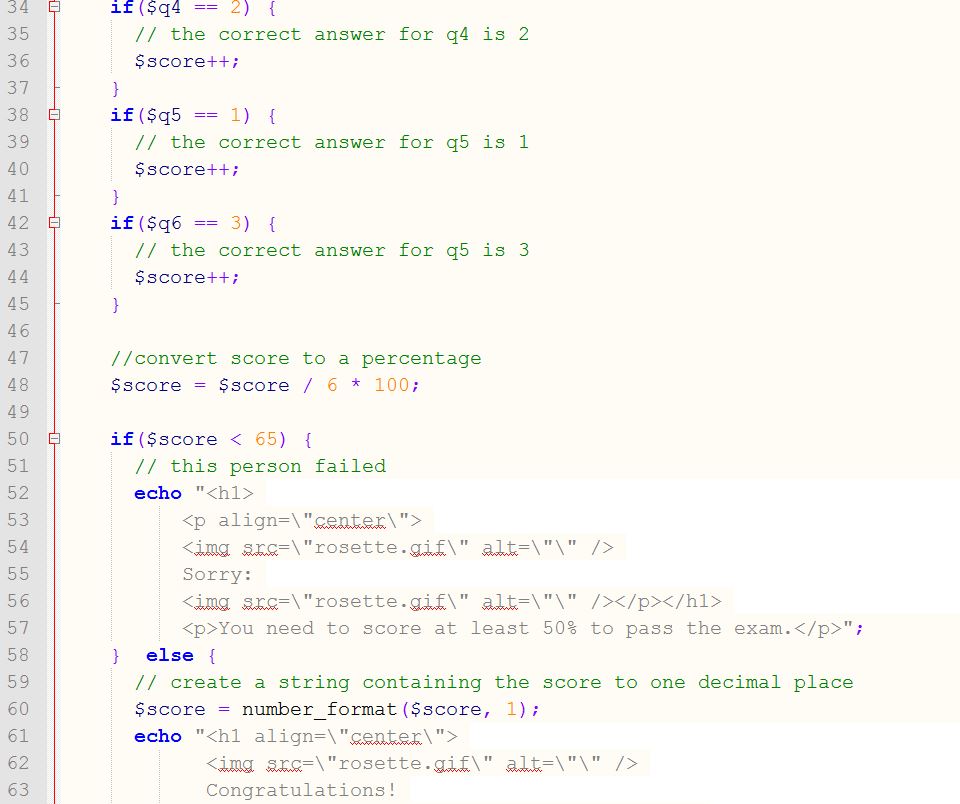 34 if($q4 == 2) {
35 // the correct answer for q4 is 2
36 $score++;
37 }
38 if($q5 == 1) {
39 // the correct answer for q5 is 1
40 $score++;
41 }
42 if($q6 == 3) {
43 // the correct answer for q5 is 3
44 $score++;
45 }
46
47 //convert score to a percentage
48 $score = $score / 6 * 100;
49
50 if($score < 65) {
51 // this person failed
52 echo "<h1>
53 <p align=\"center\">
54 <img src=\"rosette.gif\" alt=\"\" />
55 Sorry:
56 <img src=\"rosette.gif\" alt=\"\" /></p></h1>
57 <p>You need to score at least 50% to pass the exam.</p>";
58 } else {
59 // create a string containing the score to one decimal place
60 $score = number_format($score, 1);
61 echo "<h1 align=\"center\">
62 <img src=\"rosette.gif\" alt=\"\" />
63 Congratulations!